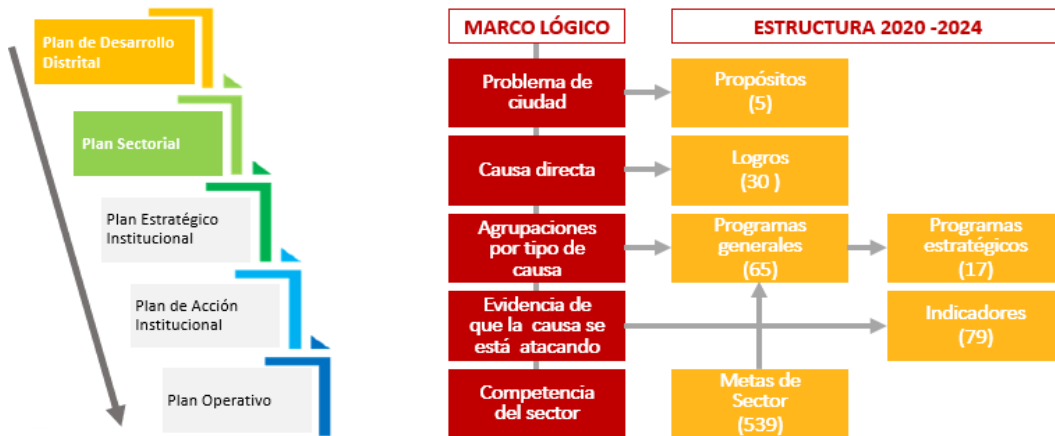 Plan de Desarrollo
Distrital
Plan Sectorial
Plan Estratégico
Institucional
Plan de Acción
Institucional
Plan Operativo
MARCO LÓGICO
ESTRUCTURA 2020 -2024
Problema de
ciudad
Propósitos
(5)
Causa directa
Logros
(30 )
Agrupaciones
por tipo de
causa
Programas
generales
(65)
Programas
estratégicos
(17)
Evidencia de
que la causa se
está atacando
Indicadores
(79)
Competencia
del sector
Metas de
Sector
(539)